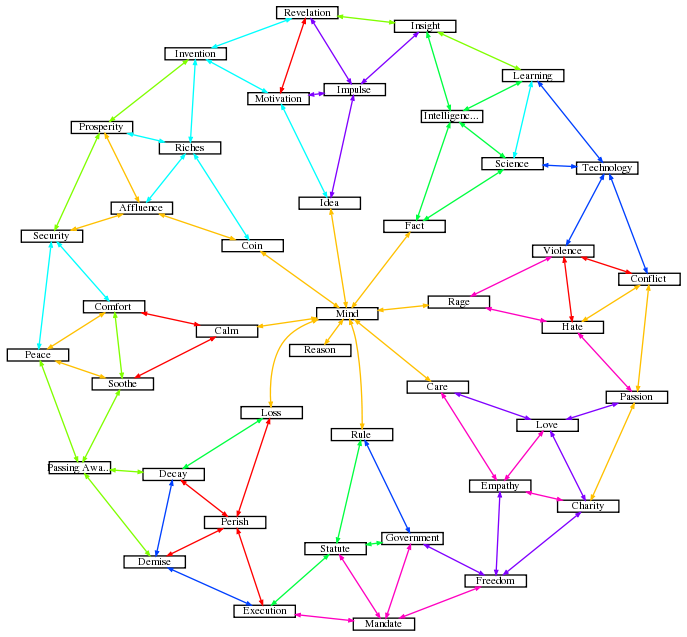 Revelation
Insight
Invention
Learning
Motivation
Impulse
Intelligenc...
Prosperity
Riches
Science
Technology
Affluence
Idea
Fact
Security
Coin
Violence
Conflict
Comfort
Rage
Mind
Calm
Hate
Peace
Reason
Soothe
Care
Passion
Loss
Love
Rule
Passing Awa...
Decay
Empathy
Charity
Perish
Government
Statute
Demise
Freedom
Execution
Mandate